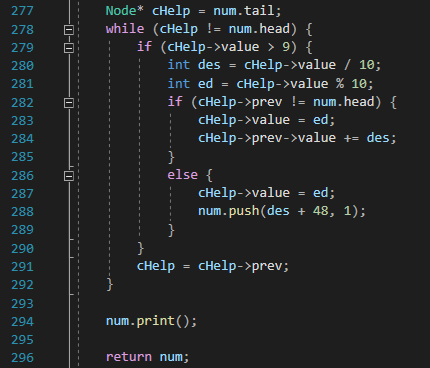 277 Node* cHelp = num.tail;
278 while (cHelp != num.head) {
279 if (cHelp->value > 9) {
280 int des = cHelp->value / 10;
281 int ed = cHelp->value % 10;
282 if (cHelp->prev != num.head) {
283 cHelp->value = ed;
284 cHelp->prev->value += des;
285 }
286 else {
287 cHelp->value = ed;
288 num.push(des + 48, 1);
289 }
290 }
291 cHelp = cHelp->prev;
292 }
293
294 num.print();
295
296 return num;